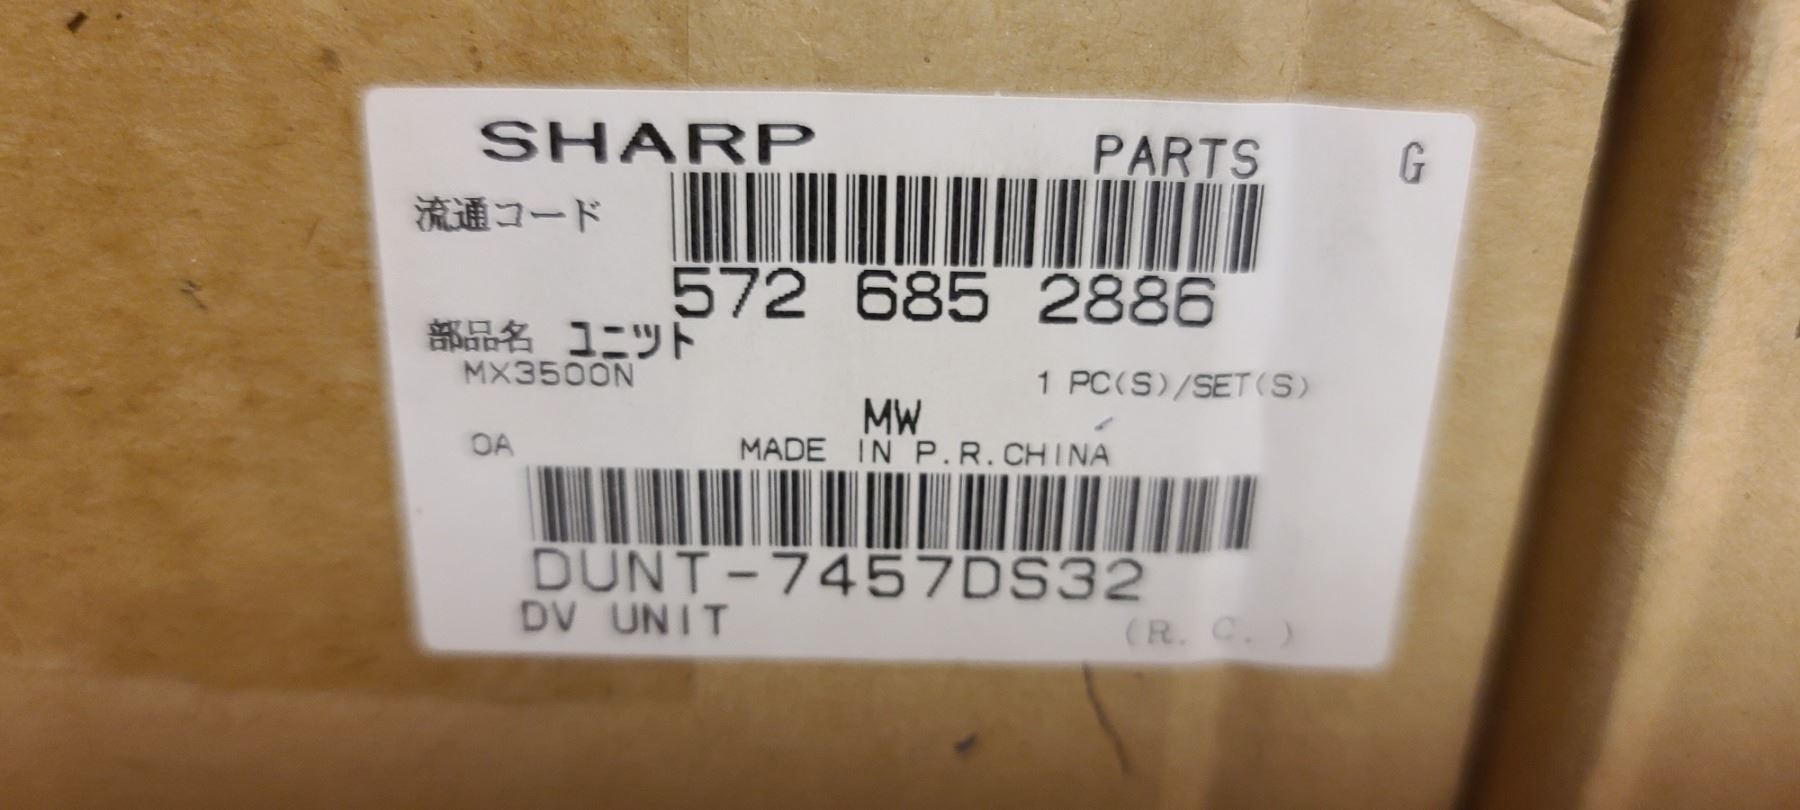 SHARP PARTS G
流通コード
572 685 2886
部品名 ユニット
MX3500N 1 PC(S)/SET(S)
MW
OA MADE IN P.R.CHINA
DUNT-7457DS32
DV UNIT (R. C. )